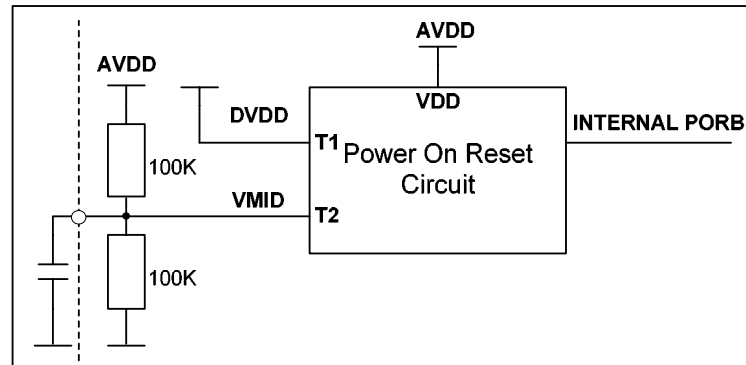 AVDD
AVDD
DVDD
VDD
INTERNAL PORB
T1
Power On Reset
Circuit
100K
VMID
T2
100K